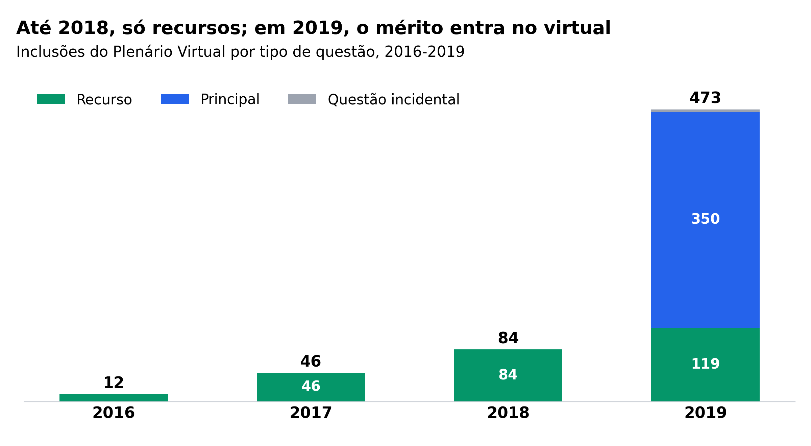 Até 2018, só recursos; em 2019, o mérito entra no virtual
Inclusões do Plenário Virtual por tipo de questão, 2016-2019
Recurso Principal Questão incidental
473
350
84
46
119
12
46
84
2016 2017 2018 2019